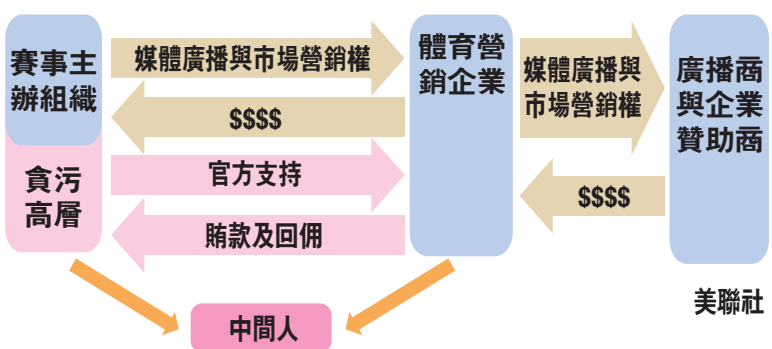 賽事主
辦組織
貪污
高層
媒體廣播與市場營銷權
$$$$
官方支持
賄款及回佣
體育營
銷企業
媒體廣播與
市場營銷權
$$$$
廣播商
與企業
贊助商
中間人
美聯社